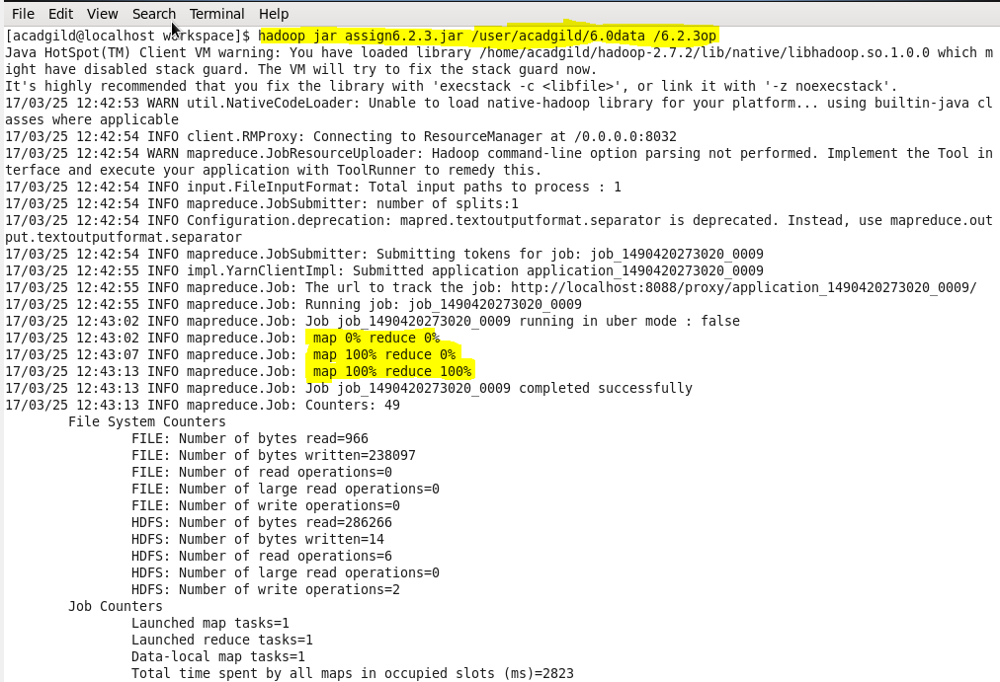 File Edit View Search Terminal Help
[acadgild@localhost workspace]$ hadoop jar assign6.2.3.jar /user/acadgild/6.0data /6.2.3op
Java HotSpot(TM) Client VM warning: You have loaded library /home/acadgild/hadoop-2.7.2/lib/native/libhadoop.so.1.0.0 which m
ight have disabled stack guard. The VM will try to fix the stack guard now.
It's highly recommended that you fix the library with 'execstack -c <libfile>', or link it with '-z noexecstack'.
17/03/25 12:42:53 WARN util.NativeCodeLoader: Unable to load native-hadoop library for your platform... using builtin-java cl
asses where applicable
17/03/25 12:42:54 INFO client.RMProxy: Connecting to ResourceManager at /0.0.0.0:8032
17/03/25 12:42:54 WARN mapreduce.JobResourceUploader: Hadoop command-line option parsing not performed. Implement the Tool in
terface and execute your application with ToolRunner to remedy this.
17/03/25 12:42:54 INFO input.FileInputFormat: Total input paths to process : 1
17/03/25 12:42:54 INFO mapreduce.JobSubmitter: number of splits:1
17/03/25 12:42:54 INFO Configuration.deprecation: mapred.textoutputformat.separator is deprecated. Instead, use mapreduce.out
put.textoutputformat.separator
17/03/25 12:42:54 INFO mapreduce.JobSubmitter: Submitting tokens for job: job_1490420273020_0009
17/03/25 12:42:55 INFO impl.YarnClientImpl: Submitted application application_1490420273020_0009
17/03/25 12:42:55 INFO mapreduce.Job: The url to track the job: http://localhost:8088/proxy/application_1490420273020_0009/
17/03/25 12:42:55 INFO mapreduce.Job: Running job: job_1490420273020_0009
17/03/25 12:43:02 INFO mapreduce.Job: Job job_1490420273020_0009 running in uber mode : false
17/03/25 12:43:02 INFO mapreduce.Job:  map 0% reduce 0%
17/03/25 12:43:07 INFO mapreduce.Job:  map 100% reduce 0%
17/03/25 12:43:13 INFO mapreduce.Job:  map 100% reduce 100%
17/03/25 12:43:13 INFO mapreduce.Job: Job job_1490420273020_0009 completed successfully
17/03/25 12:43:13 INFO mapreduce.Job: Counters: 49
File System Counters
FILE: Number of bytes read=966
FILE: Number of bytes written=238097
FILE: Number of read operations=0
FILE: Number of large read operations=0
FILE: Number of write operations=0
HDFS: Number of bytes read=286266
HDFS: Number of bytes written=14
HDFS: Number of read operations=6
HDFS: Number of large read operations=0
HDFS: Number of write operations=2
Job Counters
Launched map tasks=1
Launched reduce tasks=1
Data-local map tasks=1
Total time spent by all maps in occupied slots (ms)=2823